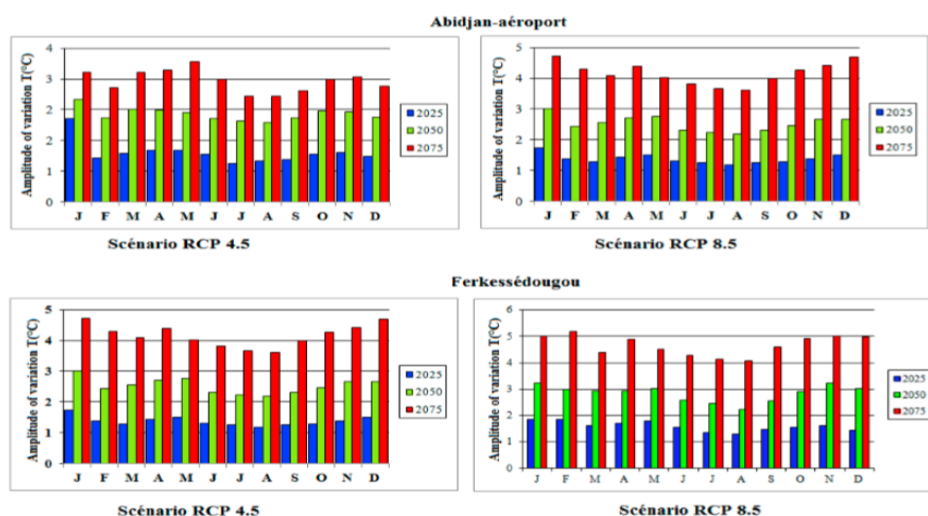 Abidjan-aéroport
Amplitude of variation T(°C)
4
3
2
2
1
0
J F M A M J J A S O N D
2025
2050
2075
Scénario RCP 4.5
Amplitude of variation T(°C)
5
4
3
2
1
0
J F M A M J J A S O N D
2025
2050
2075
Scénario RCP 8.5
Ferkessédougou
Amplitude of variation T(°C)
5
4
3
2
1
0
J F M A M J J A S O N D
2025
2050
2075
Scénario RCP 4.5
Amplitude of variation T(°C)
6
5
4
3
2
1
0
J F M A M J J A S O N D
2025
2050
2075
Scénario RCP 8.5